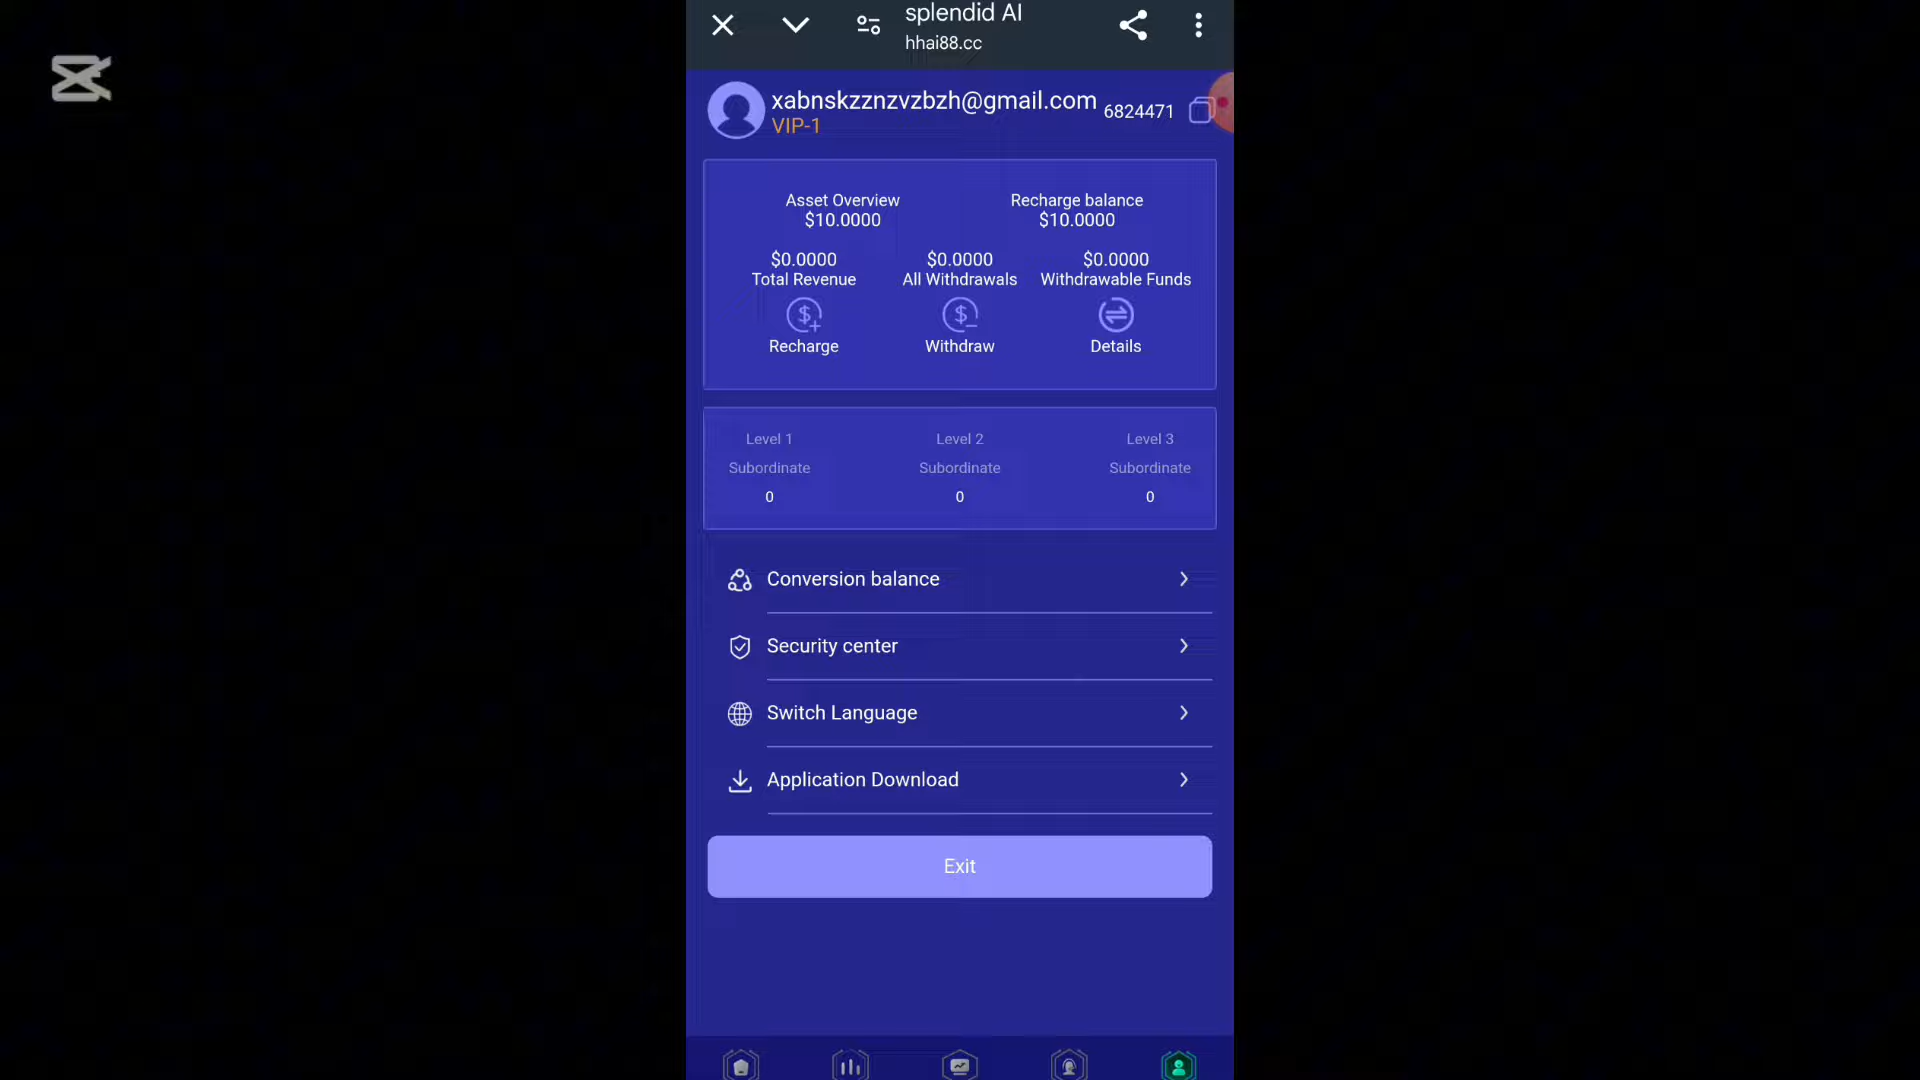 splendid AI
hhai88.cc
xabnskzznzvzbzh@gmail.com 6824471
VIP-1
Asset Overview Recharge balance
$10.0000 $10.0000
$0.0000 $0.0000 $0.0000
Total Revenue All Withdrawals Withdrawable Funds
Recharge Withdraw Details
Level 1 Level 2 Level 3
Subordinate Subordinate Subordinate
0 0 0
Conversion balance
Security center
Switch Language
Application Download
Exit